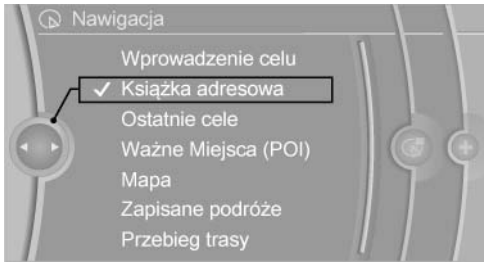 Nawigacja
Wprowadzenie celu
Książka adresowa
Ostatnie cele
Ważne Miejsca (POI)
Mapa
Zapisane podróże
Przebieg trasy